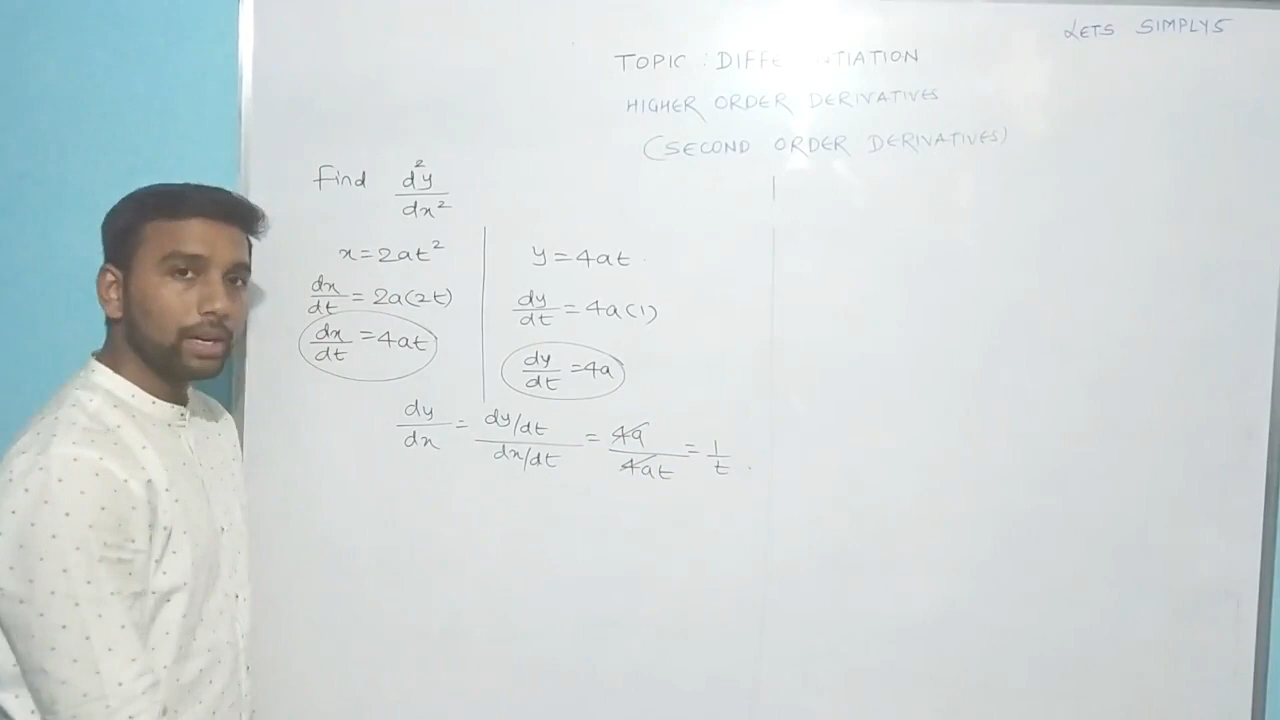 LETS SIMPLY5
TOPIC : DIFFE TIATION
HIGHER ORDER DERIVATIVES
(SECOND ORDER DERIVATIVES)
Find d²y/dx²
x = 2at²
dx/dt = 2a(2t)
dx/dt = 4at
y = 4at
dy/dt = 4a(1)
dy/dt = 4a
dy/dx = dy/dt / dx/dt = 4a/4at = 1/t